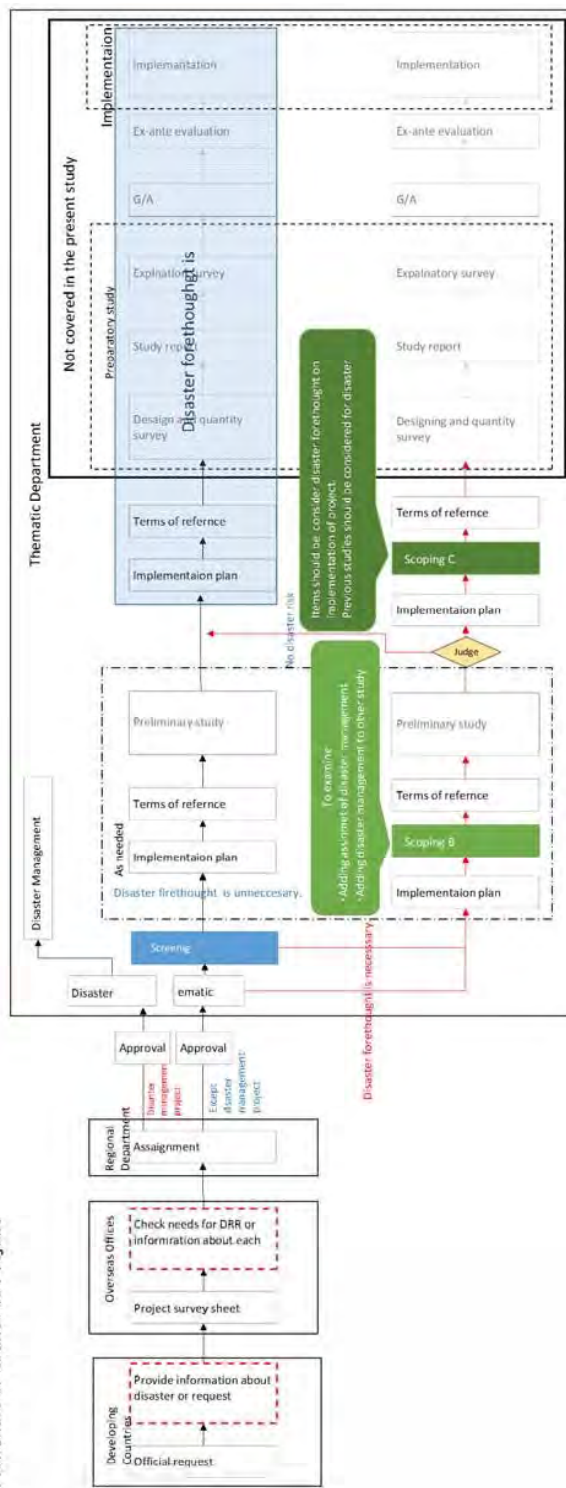 Thematic Department
Not covered in the present study
Implementaion
Implemantation
Ex-ante evaluation
G/A
Preparatory study
Explnation survey
Disaster forethoughgt is
Study report
Desaign and quantity
survey
Terms of refernce
Implementaion plan
No disaster risk
Preliminary study
Terms of refernce
As needed
Implementaion plan
Disaster firethought is unneccesary.
Disaster Management
Disaster
Screenig
ematic
Approval
Approval
Disaster
management
project
Except
disaster
management
project
Regional
Department
Assaignment
Overseas Offices
Check needs for DRR or
informration about each
Project survey sheet
Developing
Countries
Provide information about
disaster or request
Official request
Implementation
Ex-ante evaluation
G/A
Expalnatory survey
Study report
Designing and quantity
survey
Items should be consider disaster forethought on
Implementation of project.
Previous studies should be considered for disaster
Terms of refernce
Scoping C
Implementaion plan
Judge
To examine
•Adding assinmet of disaster management
•Adding disaster management to other study
Preliminary study
Terms of refernce
Scoping B
Implementaion plan
Disaster forethought is necesssary